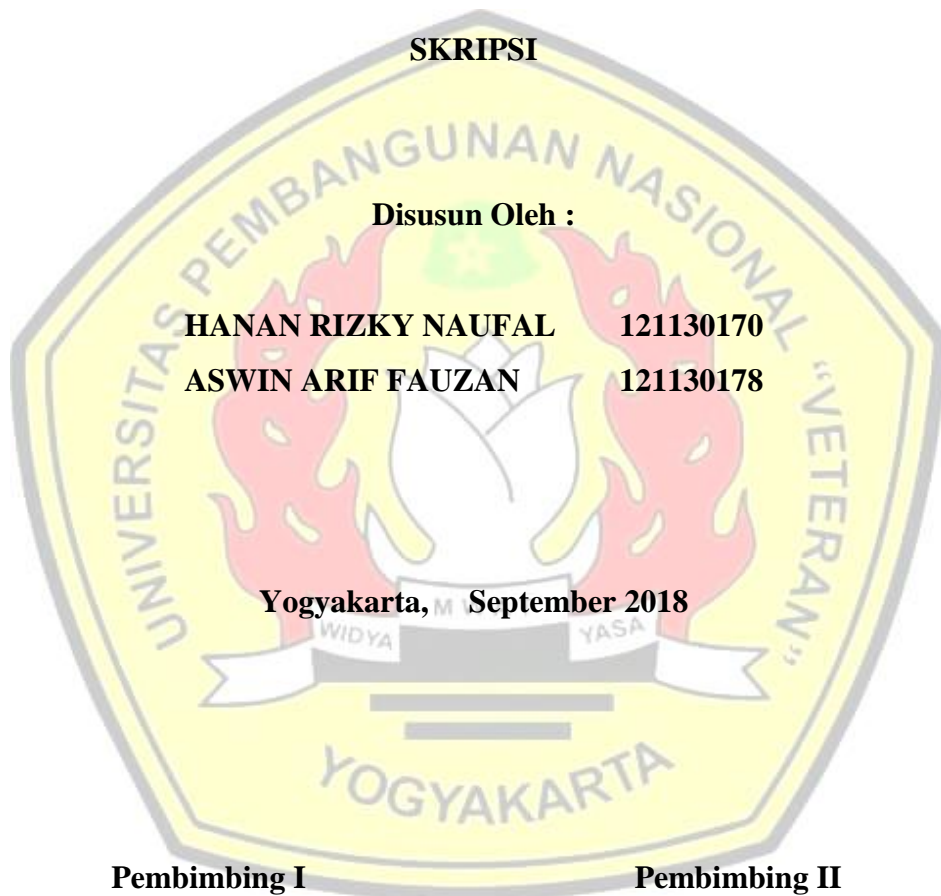 SKRIPSI
UNIVERSITAS PEMBANGUNAN NASIONAL “VETERAN”
Disusun Oleh :
HANAN RIZKY NAUFAL 121130170
ASWIN ARIF FAUZAN 121130178
Yogyakarta, September 2018
WIDYA YASA
YOGYAKARTA
Pembimbing I Pembimbing II